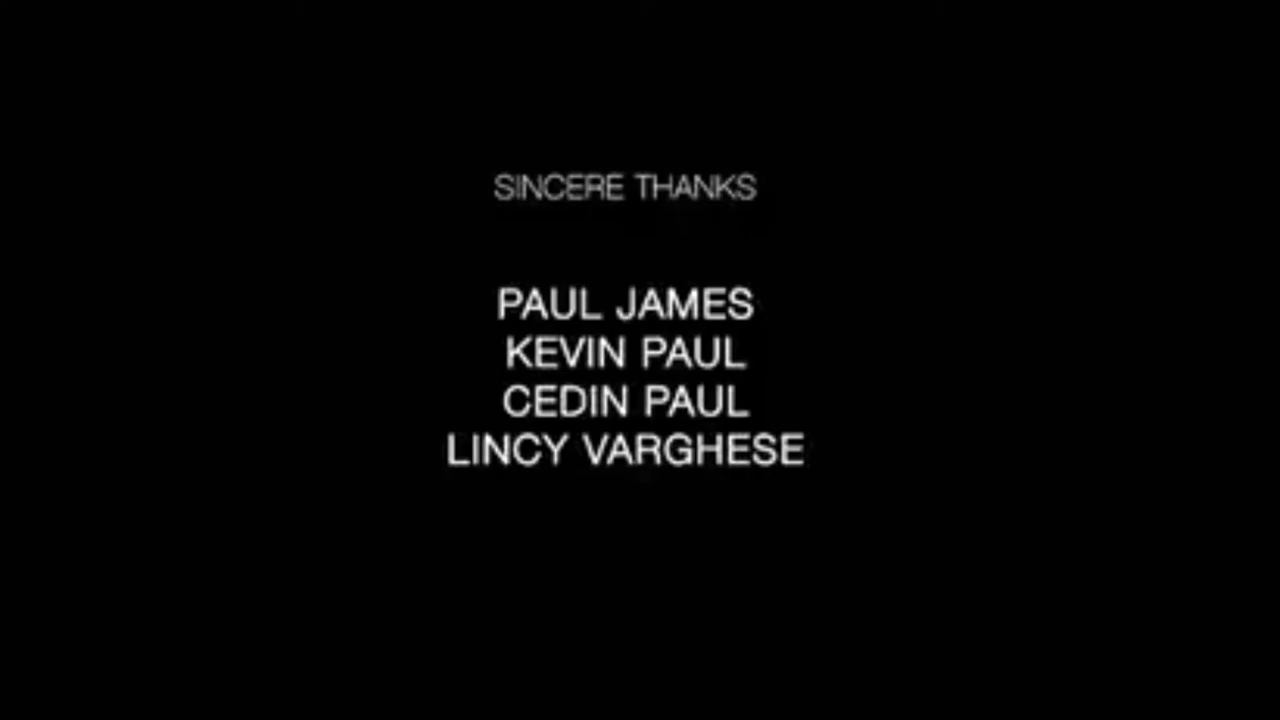 SINCERE THANKS
PAUL JAMES
KEVIN PAUL
CEDIN PAUL
LINCY VARGHESE